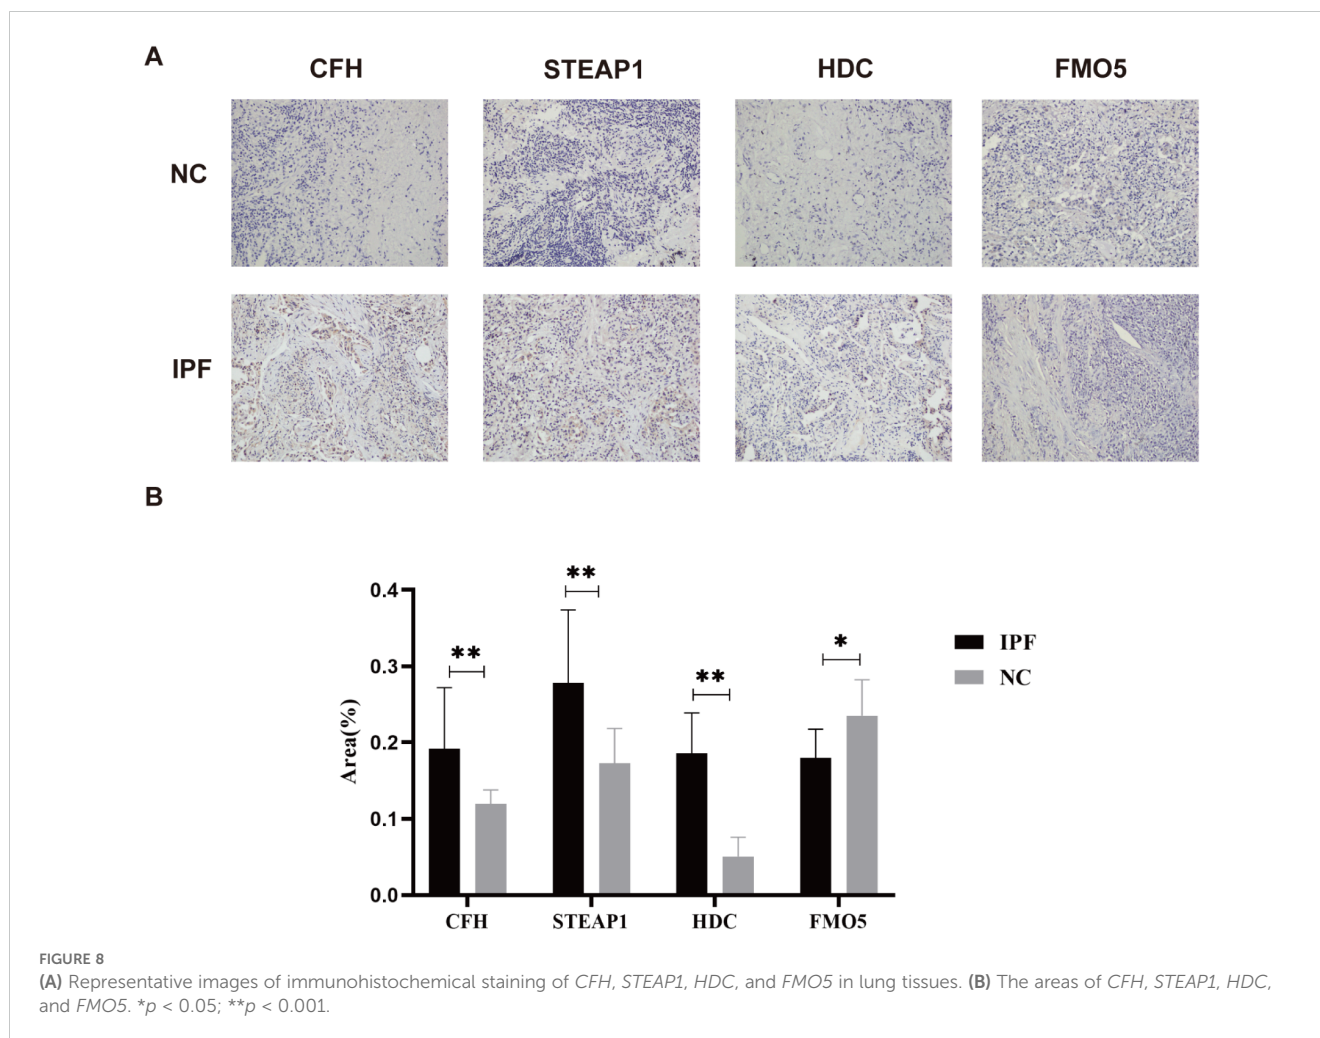 A
CFH STEAP1 HDC FMO5
NC
IPF
B
** ** ** *
0.4
0.3
0.2
0.1
0.0
Area(%)
CFH STEAP1 HDC FMO5
IPF
NC
FIGURE 8
(A) Representative images of immunohistochemical staining of CFH, STEAP1, HDC, and FMO5 in lung tissues. (B) The areas of CFH, STEAP1, HDC,
and FMO5. *p < 0.05; **p < 0.001.